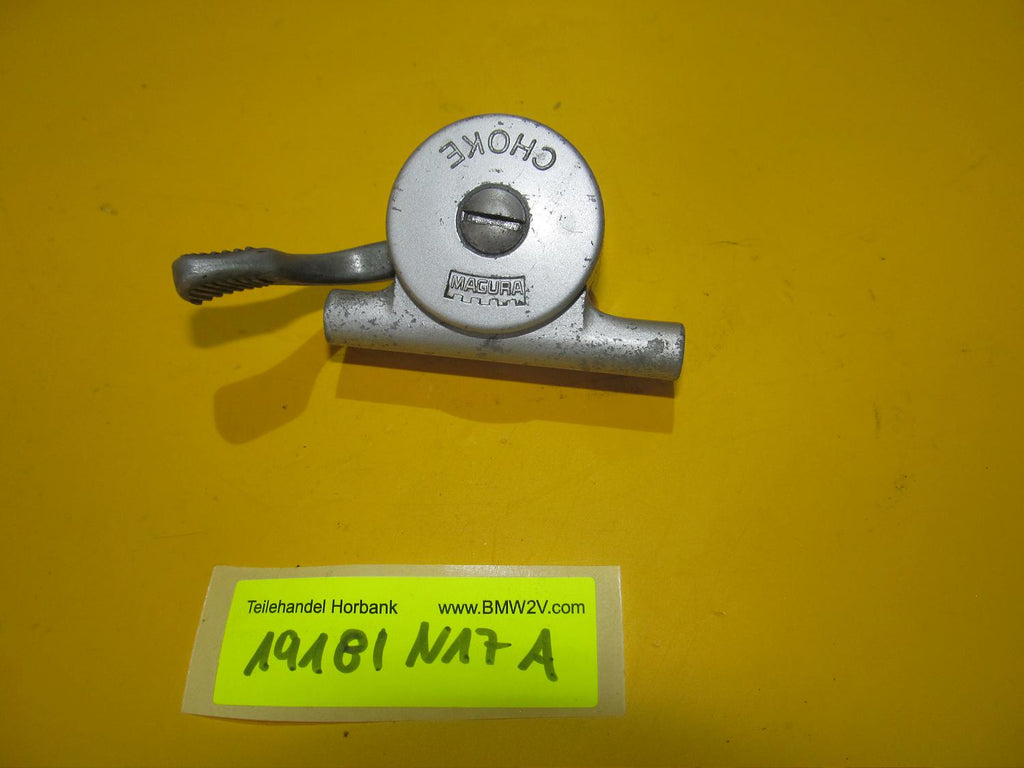 CHOKE
MAGURA
Teilehandel Horbank www.BMW2V.com
19181 N17 A